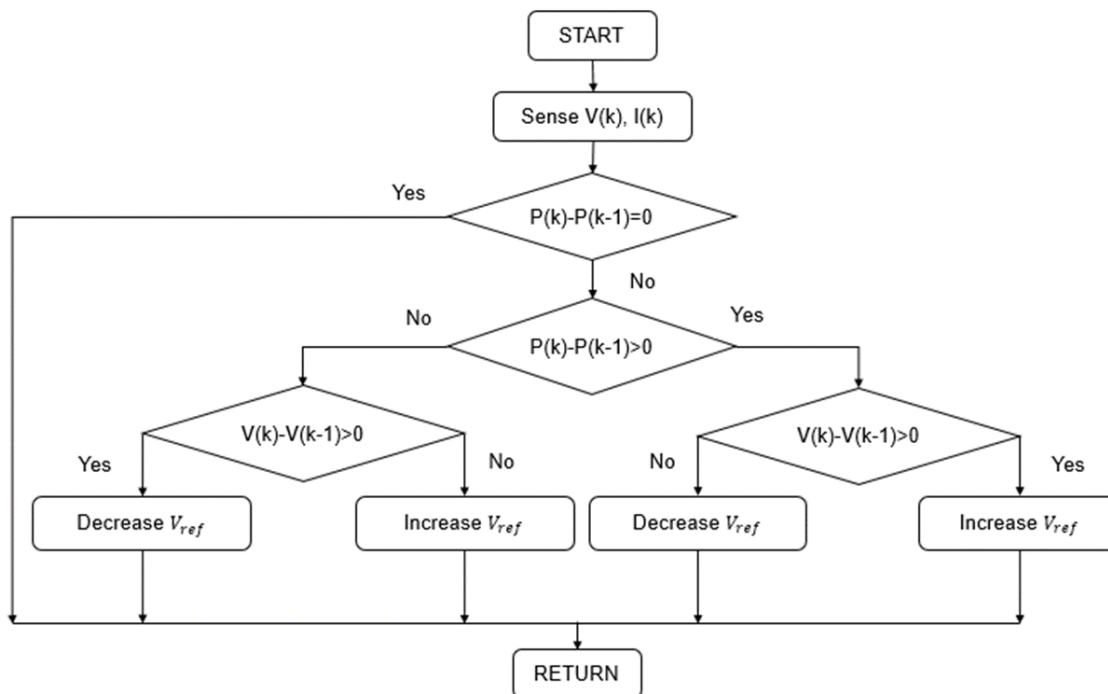 START
Sense V(k), I(k)
Yes
P(k)-P(k-1)=0
No
No
Yes
P(k)-P(k-1)>0
V(k)-V(k-1)>0
V(k)-V(k-1)>0
Yes
No
No
Yes
Decrease V_ref
Increase V_ref
Decrease V_ref
Increase V_ref
RETURN